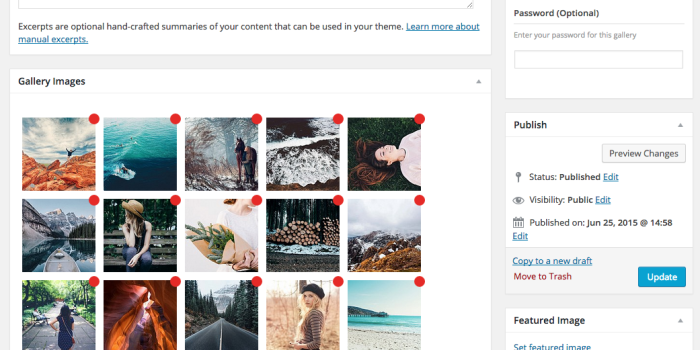 Excerpts are optional hand-crafted summaries of your content that can be used in your theme. Learn more about
manual excerpts.
Gallery Images
Password (Optional)
Enter your password for this gallery
Publish
Preview Changes
Status: Published Edit
Visibility: Public Edit
Published on: Jun 25, 2015 @ 14:58
Edit
Copy to a new draft
Move to Trash
Update
Featured Image
Set featured image